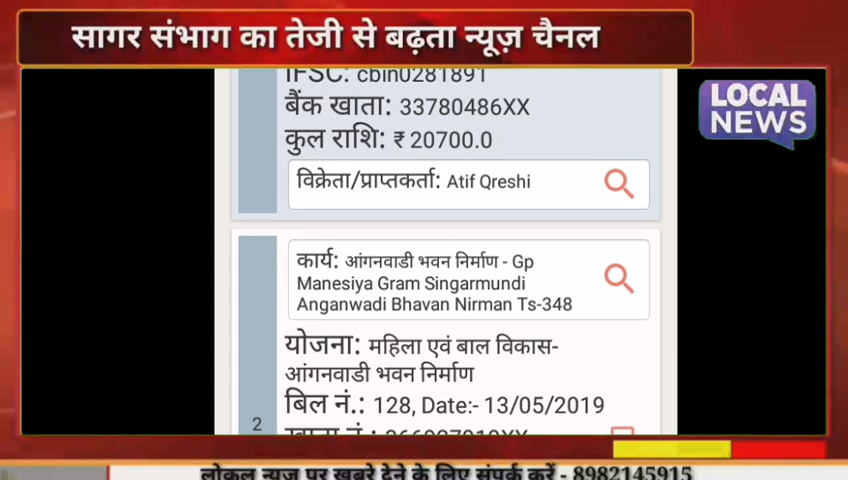 सागर संभाग का तेजी से बढ़ता न्यूज़ चैनल
LOCAL
NEWS
IFSC: cbin0281891
बैंक खाता: 33780486XX
कुल राशि: ₹ 20700.0
विक्रेता/प्राप्तकर्ता: Atif Qreshi
कार्य: आंगनवाडी भवन निर्माण - Gp
Manesiya Gram Singarmundi
Anganwadi Bhavan Nirman Ts-348
योजना: महिला एवं बाल विकास-
आंगनवाडी भवन निर्माण
बिल नं.: 128, Date:- 13/05/2019
2
लोकल न्यूज पर खबरे देने के लिए संपर्क करें - 8982145915